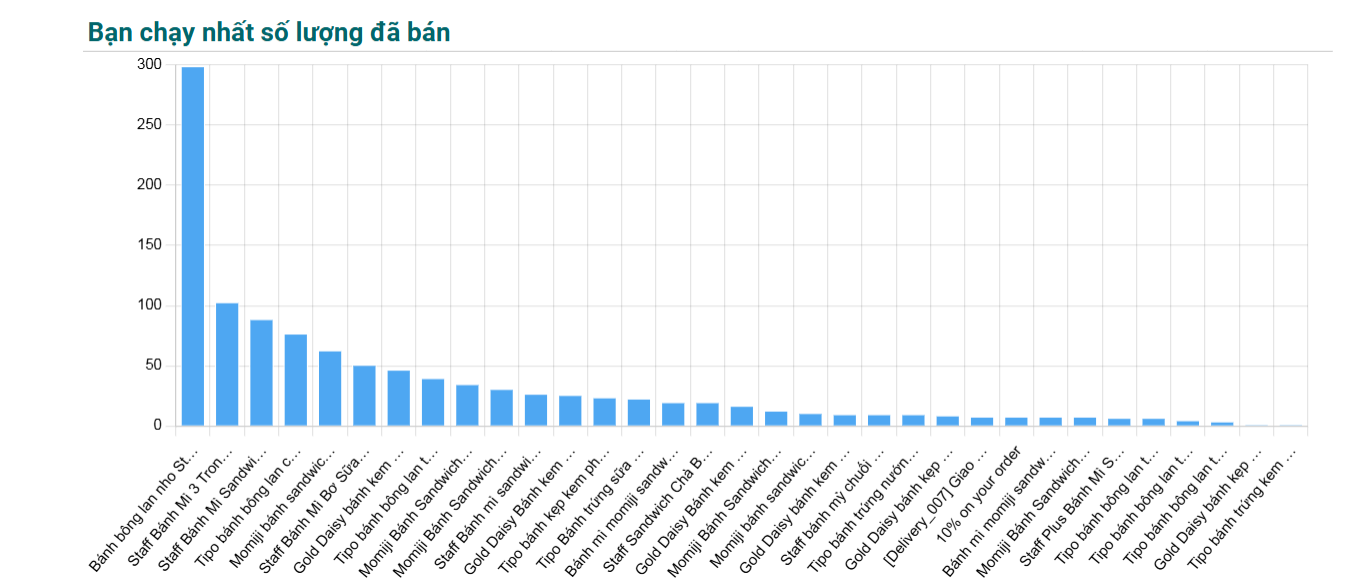 Bạn chạy nhất số lượng đã bán
300
250
200
150
100
50
0
Bánh bông lan nho St...
Staff Bánh Mì 3 Tron...
Staff Bánh Mì Sandwi...
Tipo bánh bông lan c...
Momiji bánh sandwic...
Staff Bánh Mì Bơ Sữa...
Gold Daisy bánh kem ...
Tipo bánh bông lan t...
Momiji Bánh Sandwich...
Momiji Bánh Sandwich...
Staff Bánh mì sandwi...
Gold Daisy Bánh kem ...
Tipo bánh kẹp kem ph...
Tipo Bánh trứng sữa ...
Bánh mì momiji sandw...
Staff Sandwich Chà B...
Gold Daisy Bánh kem ...
Momiji Bánh Sandwich...
Momiji bánh sandwic...
Gold Daisy bánh kem ...
Staff bánh mỳ chuối ...
Tipo bánh trứng nướn...
Gold Daisy bánh kẹp ...
[Delivery_007] Giao ...
10% on your order
Bánh mì momiji sandw...
Momiji Bánh Sandwich...
Staff Plus Bánh Mì S...
Tipo bánh bông lan t...
Tipo bánh bông lan t...
Tipo bánh bông lan t...
Gold Daisy bánh kẹp ...
Tipo bánh trứng kem ...